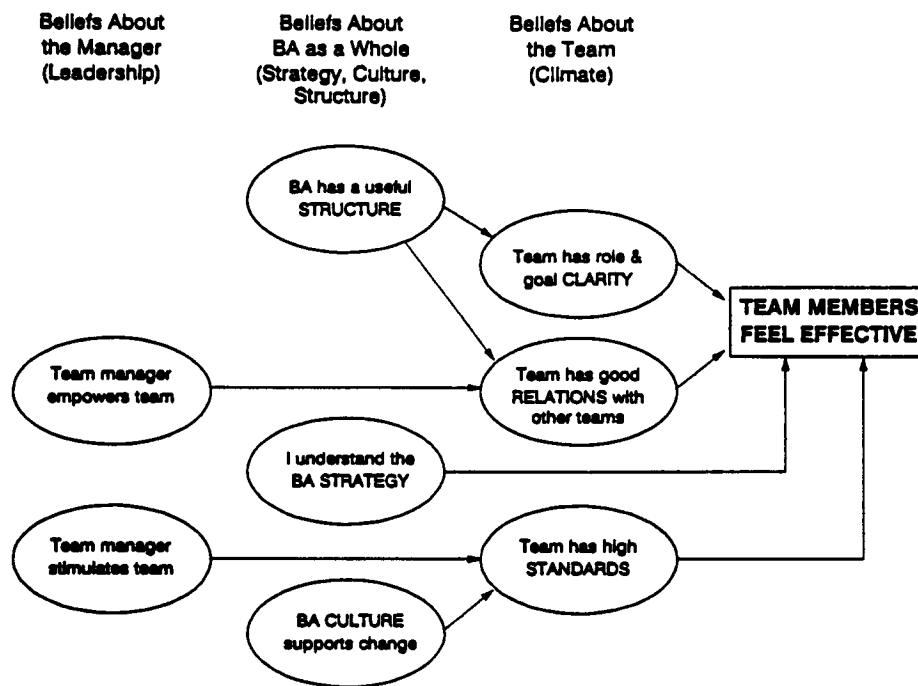 Beliefs About
the Manager
(Leadership)
Beliefs About
BA as a Whole
(Strategy, Culture,
Structure)
Beliefs About
the Team
(Climate)
BA has a useful
STRUCTURE
Team has role &
goal CLARITY
TEAM MEMBERS
FEEL EFFECTIVE
Team manager
empowers team
Team has good
RELATIONS with
other teams
I understand the
BA STRATEGY
Team manager
stimulates team
Team has high
STANDARDS
BA CULTURE
supports change